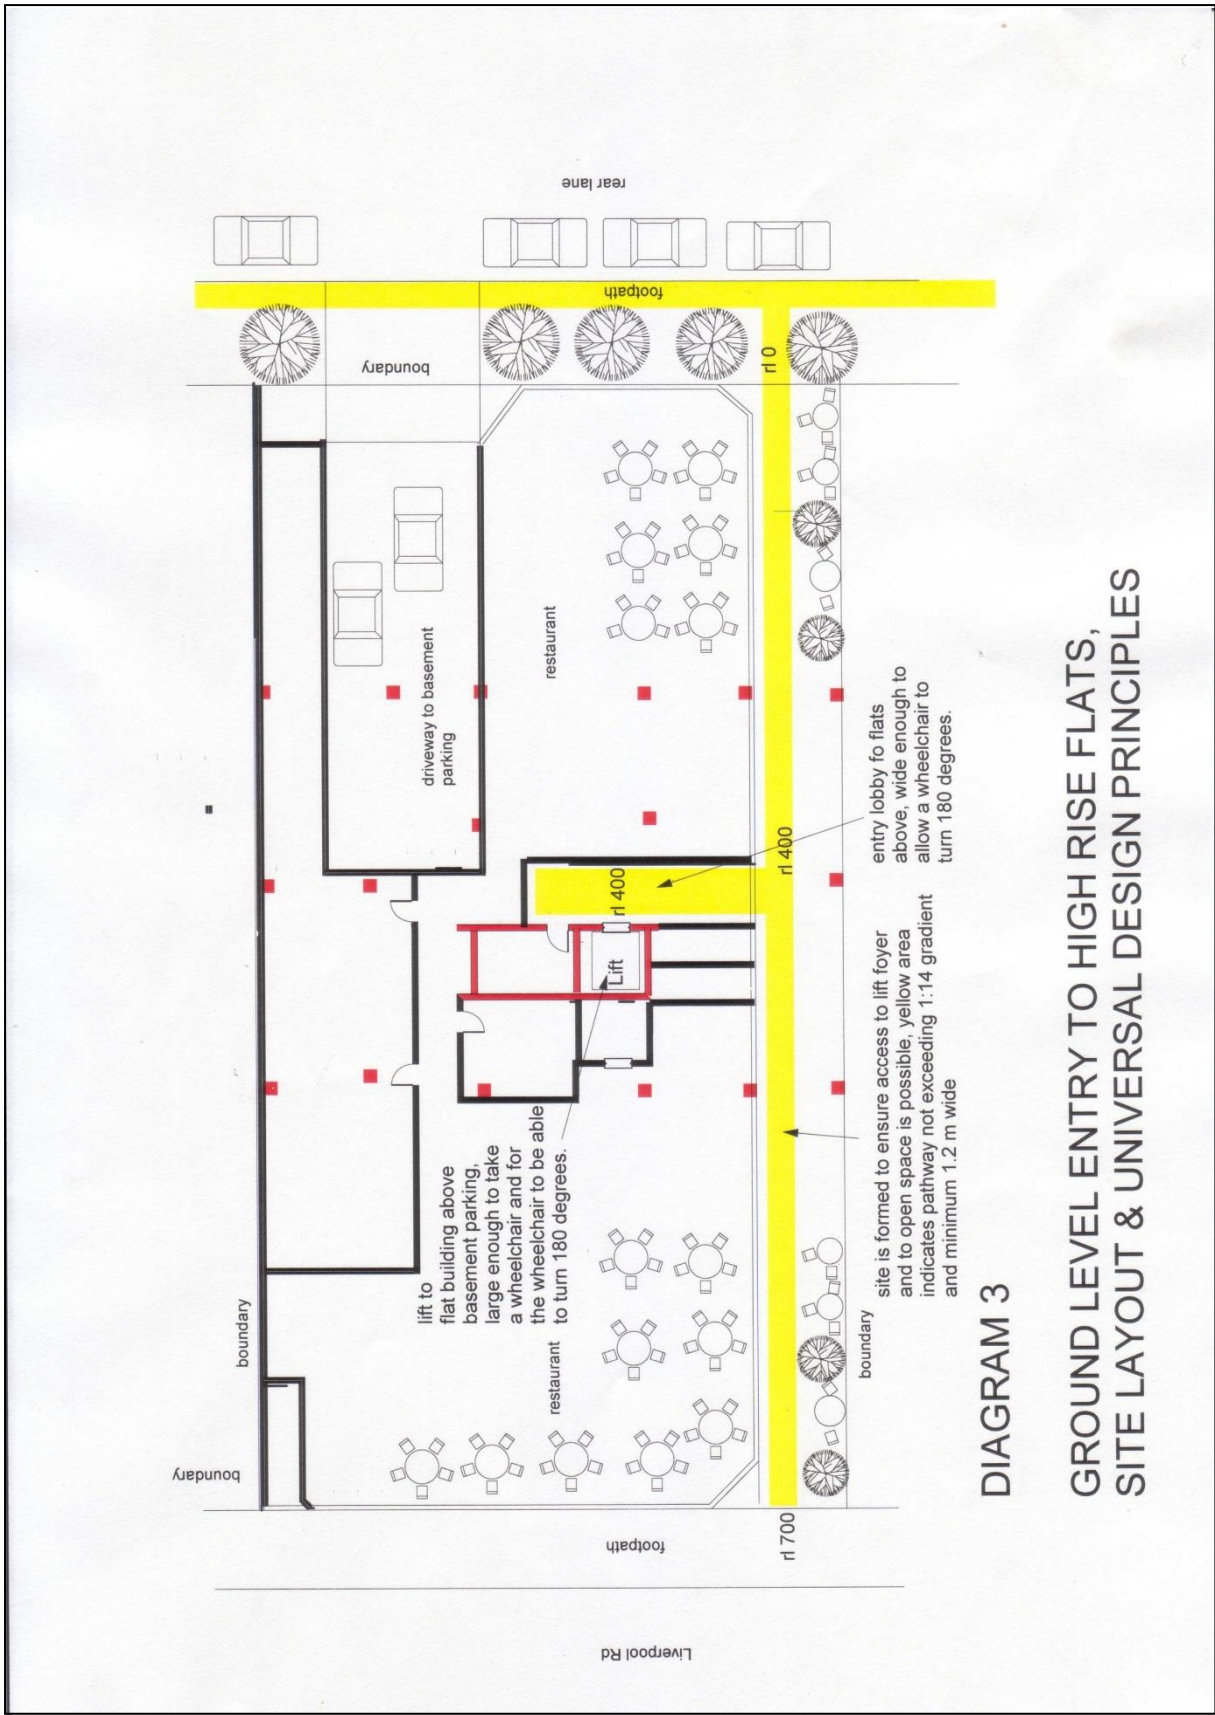 rear lane
footpath
boundary
rl 0
driveway to basement
parking
restaurant
rl 400
rl 400
Lift
entry lobby fo flats
above, wide enough to
allow a wheelchair to
turn 180 degrees.
lift to
flat building above
basement parking,
large enough to take
a wheelchair and for
the wheelchair to be able
to turn 180 degrees.
site is formed to ensure access to lift foyer
and to open space is possible, yellow area
indicates pathway not exceeding 1:14 gradient
and minimum 1.2 m wide
boundary
boundary
boundary
restaurant
footpath
rl 700
Liverpool Rd
DIAGRAM 3
GROUND LEVEL ENTRY TO HIGH RISE FLATS,
SITE LAYOUT & UNIVERSAL DESIGN PRINCIPLES